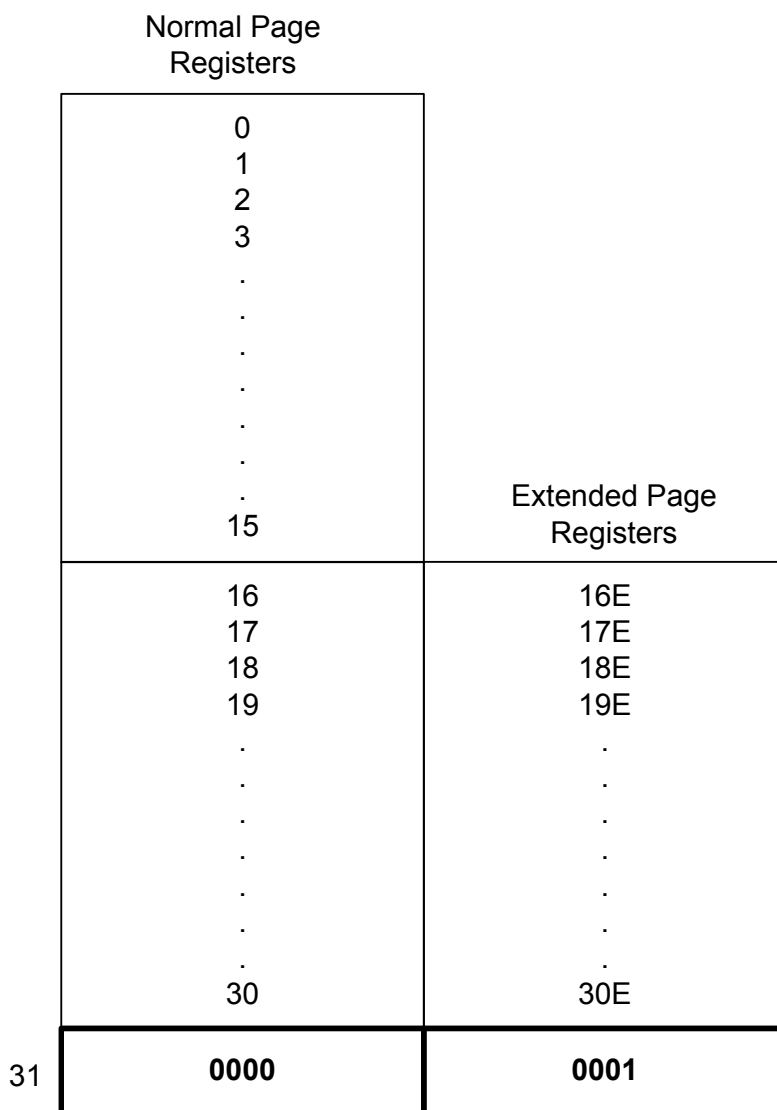 Normal Page
Registers
0
1
2
3
.
.
.
.
.
.
.
15
Extended Page
Registers
16 16E
17 17E
18 18E
19 19E
. .
. .
. .
. .
. .
. .
. .
30 30E
31 0000 0001